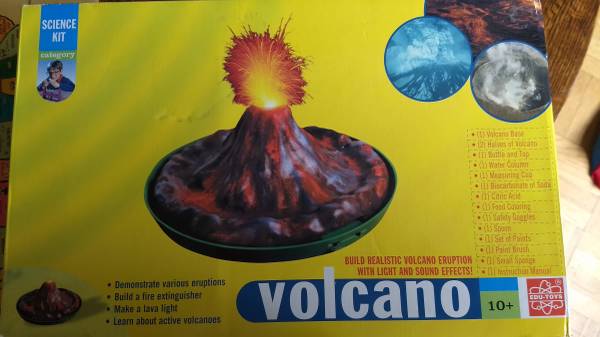 SCIENCE
KIT
category
• (1) Volcano Base
• (2) Halves of Volcano
• (1) Bottle and Top
• (1) Water Column
• (1) Measuring Cup
• (1) Biocarbonate of Soda
• (1) Citric Acid
• (1) Food Coloring
• (1) Safety Goggles
• (1) Spoon
• (1) Set of Paints
• (1) Paint Brush
• (1) Small Sponge
• (1) Instruction Manual
BUILD REALISTIC VOLCANO ERUPTION
WITH LIGHT AND SOUND EFFECTS!
• Demonstrate various eruptions
• Build a fire extinguisher
• Make a lava light
• Learn about active volcanoes
volcano
10+
EDU-TOYS